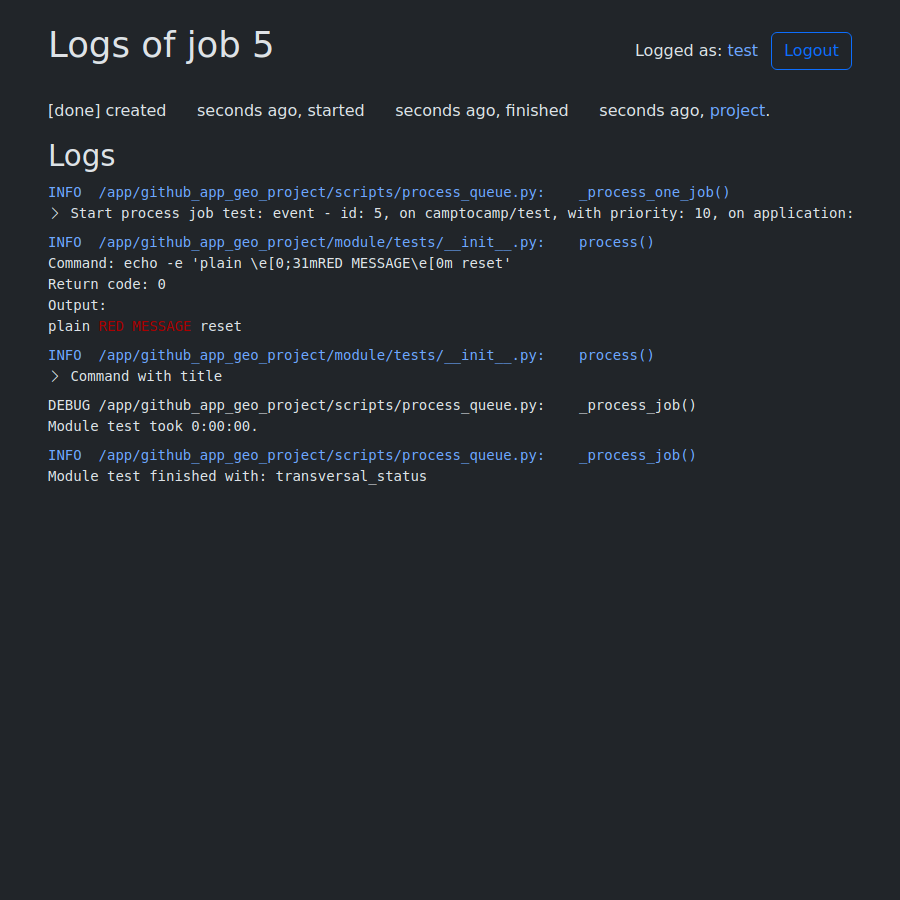 Logs of job 5
Logged as: test Logout
[done] created seconds ago, started seconds ago, finished seconds ago, project.
Logs
INFO  /app/github_app_geo_project/scripts/process_queue.py:    _process_one_job()
> Start process job test: event - id: 5, on camptocamp/test, with priority: 10, on application:
INFO  /app/github_app_geo_project/module/tests/__init__.py:    process()
Command: echo -e 'plain \e[0;31mRED MESSAGE\e[0m reset'
Return code: 0
Output:
plain RED MESSAGE reset
INFO  /app/github_app_geo_project/module/tests/__init__.py:    process()
> Command with title
DEBUG /app/github_app_geo_project/scripts/process_queue.py:    _process_job()
Module test took 0:00:00.
INFO  /app/github_app_geo_project/scripts/process_queue.py:    _process_job()
Module test finished with: transversal_status